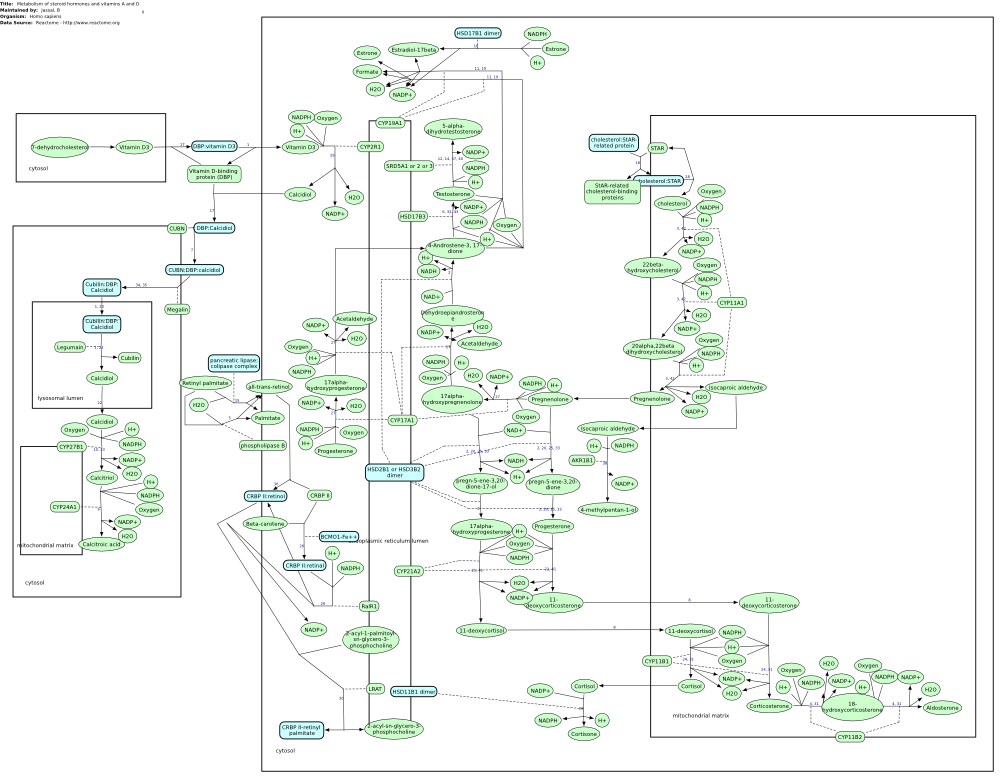 Title: Metabolism of steroid hormones and vitamins A and D
Maintained by: Jassal, B
Organism: Homo sapiens
Data Source: Reactome - http://www.reactome.org
HSD17B1 dimer
NADPH
Estrone
H+
Estradiol-17beta
Estrone
Formate
H2O
NADP+
11, 19
11, 19
CYP19A1
7-dehydrocholesterol
Vitamin D3
cytosol
DBP:vitamin D3
Vitamin D-binding
protein (DBP)
NADPH
Oxygen
H+
Vitamin D3
CYP2R1
Calcidiol
H2O
NADP+
5-alpha-
dihydrotestosterone
SRD5A1 or 2 or 3
NADP+
NADPH
H+
Testosterone
HSD17B3
NADP+
NADPH
Oxygen
H+
4-Androstene-3, 17-
dione
H+
NADH
cholesterol:StAR-
related protein
STAR
cholesterol:STAR
StAR-related
cholesterol-binding
proteins
cholesterol
Oxygen
NADPH
H+
H2O
NADP+
22beta-
hydroxycholesterol
Oxygen
NADPH
H+
CYP11A1
H2O
NADP+
20alpha,22beta
dihydroxycholesterol
Oxygen
NADPH
H+
H2O
Isocaproic aldehyde
Pregnenolone
NADP+
CUBN
DBP:Calcidiol
CUBN:DBP:calcidiol
34, 35
Megalin
Cubilin:DBP:
Calcidiol
Cubilin:DBP:
Calcidiol
Legumain
Cubilin
Calcidiol
lysosomal lumen
Calcidiol
Oxygen
H+
CYP27B1
NADPH
NADP+
H2O
Calcitriol
H+
NADPH
CYP24A1
Oxygen
NADP+
H2O
Calcitroic acid
mitochondrial matrix
cytosol
pancreatic lipase:
colipase complex
Retinyl palmitate
all-trans-retinol
H2O
Palmitate
phospholipase B
CRBP II:retinol
CRBP II
Beta-carotene
BCMO1-Fe++
endoplasmic reticulum lumen
CRBP II:retinal
H+
NADPH
RalR1
NADP+
2-acyl-1-palmitoyl-
sn-glycero-3-
phosphocholine
LRAT
HSD11B1 dimer
CRBP II-retinyl
palmitate
2-acyl-sn-glycero-3-
phosphocholine
cytosol
Acetaldehyde
NADP+
H2O
Oxygen
H+
NADPH
17alpha-
hydroxyprogesterone
NADP+
H2O
NADPH
H+
Oxygen
Progesterone
CYP17A1
NAD+
Dehydroepiandrosteron
e
NADP+
H2O
Acetaldehyde
NADPH
H+
Oxygen
H2O
NADP+
17alpha-
hydroxypregnenolone
NADPH
H+
Pregnenolone
Oxygen
NAD+
HSD2B1 or HSD3B2
dimer
NADH
H+
pregn-5-ene-3,20-
dione-17-ol
pregn-5-ene-3,20-
dione
17alpha-
hydroxyprogesterone
H+
Oxygen
NADPH
Progesterone
CYP21A2
H2O
NADP+
11-
deoxycorticosterone
11-deoxycortisol
Isocaproic aldehyde
H+
NADPH
AKR1B1
NADP+
4-methylpentan-1-ol
8
11-
deoxycorticosterone
11-deoxycortisol
NADPH
H+
Oxygen
CYP11B1
NADP+
H2O
Cortisol
Cortisol
NADP+
NADPH
H+
Cortisone
mitochondrial matrix
Corticosterone
H+
Oxygen
NADPH
H2O
NADP+
18-
hydroxycorticosterone
Oxygen
H+
NADPH
NADP+
H2O
Aldosterone
CYP11B2